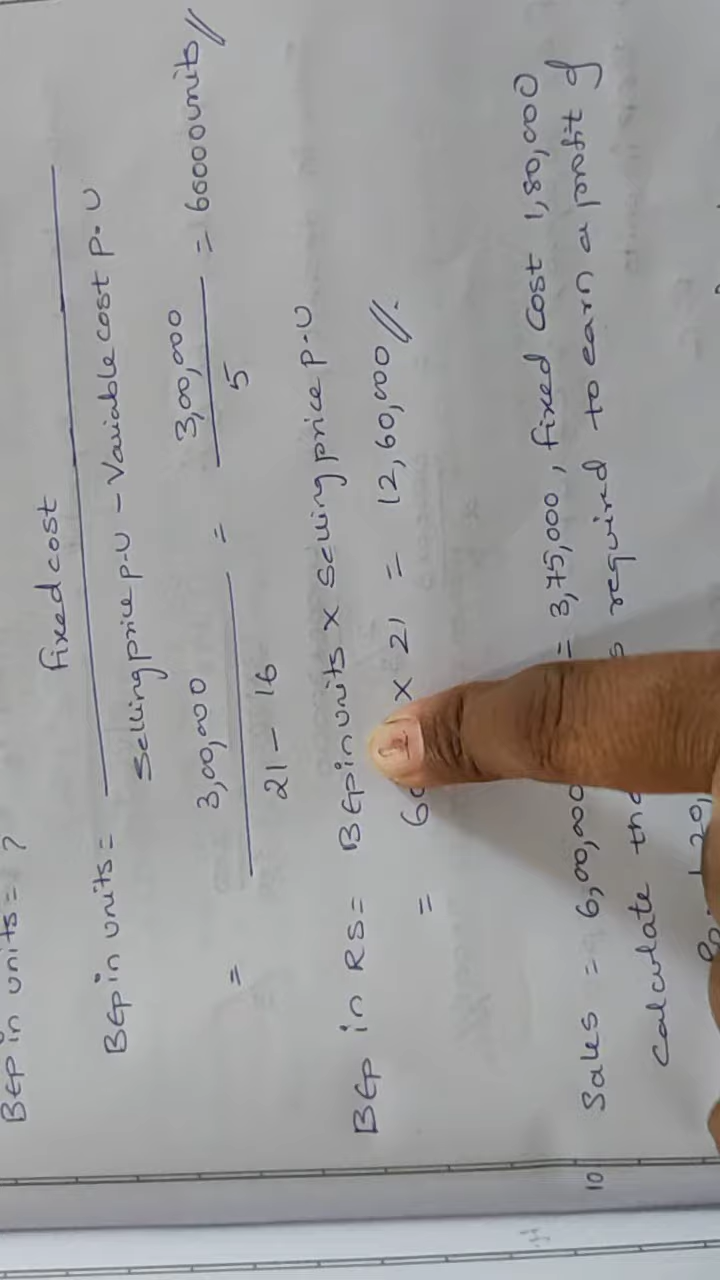 BEP in units = ?
BEP in units = Fixed cost
Selling price P.U - Variable cost P.U
= 3,00,000 = 3,00,000 = 60000 units //
21 - 16 5
BEP in RS = BEP in units x selling price P.U
= 60 x 21 = 12,60,000 //.
10 Sales = 6,00,000 = 3,75,000, fixed cost 1,80,000
Calculate the required to earn a profit of
20,